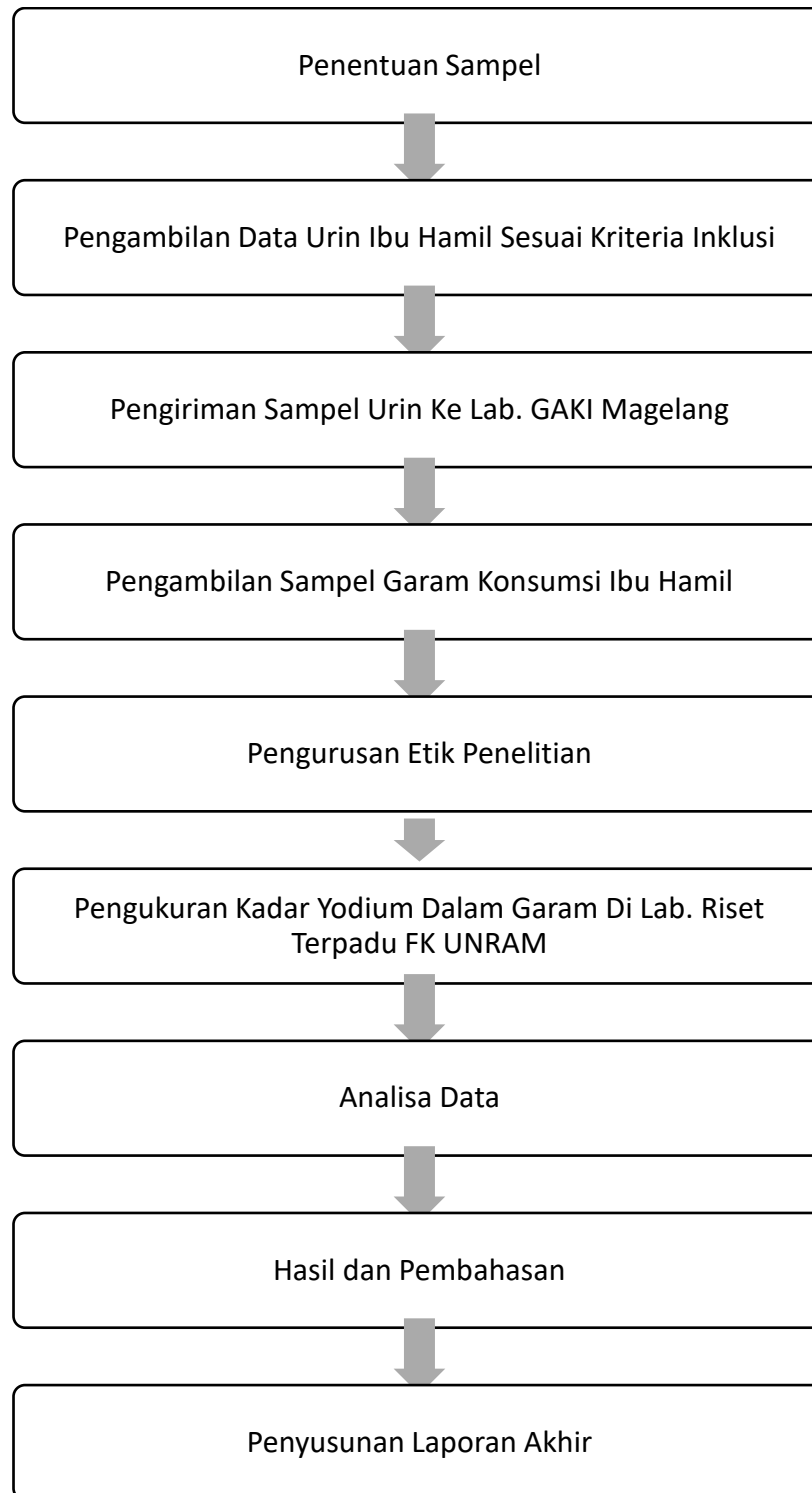 Penentuan Sampel
Pengambilan Data Urin Ibu Hamil Sesuai Kriteria Inklusi
Pengiriman Sampel Urin Ke Lab. GAKI Magelang
Pengambilan Sampel Garam Konsumsi Ibu Hamil
Pengurusan Etik Penelitian
Pengukuran Kadar Yodium Dalam Garam Di Lab. Riset
Terpadu FK UNRAM
Analisa Data
Hasil dan Pembahasan
Penyusunan Laporan Akhir